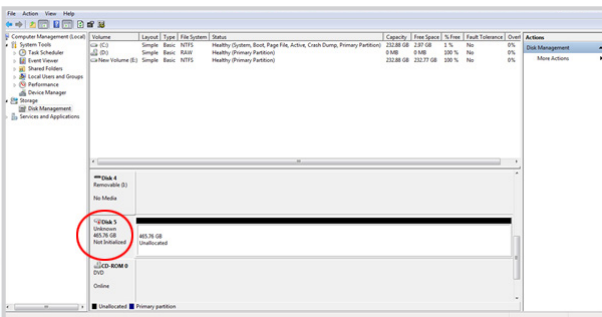 File Action View Help
Computer Management (Local)
System Tools
Task Scheduler
Event Viewer
Shared Folders
Local Users and Groups
Performance
Device Manager
Storage
Disk Management
Services and Applications
Volume Layout Type File System Status Capacity Free Space % Free Fault Tolerance Overl
(C:) Simple Basic NTFS Healthy (System, Boot, Page File, Active, Crash Dump, Primary Partition) 232.88 GB 2.87 GB 1 % No 0%
(D:) Simple Basic RAW Healthy (Primary Partition) 0 MB 0 MB 100 % No 0%
New Volume (E:) Simple Basic NTFS Healthy (Primary Partition) 232.88 GB 232.77 GB 100 % No 0%
Disk 4
Removable
No Media
Disk 5
Unknown
465.76 GB
Not Initialized
465.76 GB
Unallocated
CD-ROM 0
DVD
Online
Unallocated Primary partition
Actions
Disk Management
More Actions